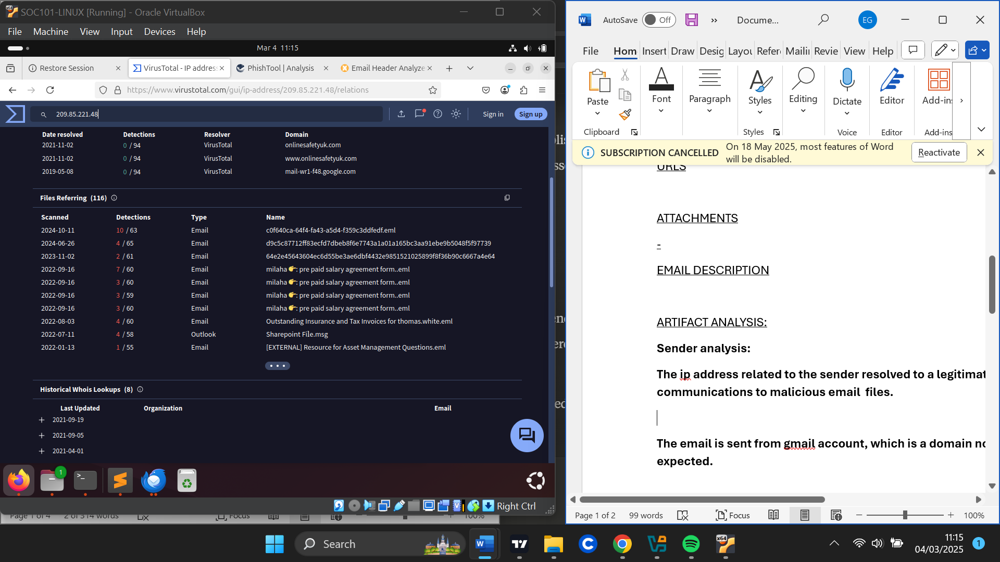 SOC101-LINUX [Running] - Oracle VirtualBox
File Machine View Input Devices Help
Mar 4 11:15
Restore Session
VirusTotal - IP address
PhishTool | Analysis
Email Header Analyze
https://www.virustotal.com/gui/ip-address/209.85.221.48/relations
209.85.221.48
Sign in
Sign up
Date resolved Detections Resolver Domain
2021-11-02 0 / 94 VirusTotal onlinesafetyuk.com
2021-11-02 0 / 94 VirusTotal www.onlinesafetyuk.com
2019-05-08 0 / 94 VirusTotal mail-wr1-f48.google.com
Files Referring (116)
Scanned Detections Type Name
2024-10-11 10 / 63 Email c0f640ca-64f4-fa43-a5d4-f359c3ddfedf.eml
2024-06-26 4 / 65 Email d9c5c87712ff83ecfd7dbeb8f6e7743a1a01a165bc3aa91ebe9b5048f5f97739
2023-11-02 2 / 61 Email 64e2e45643604ec6d55be3ae6dbf4432e9851521025899f8f36b90c6667a4e64
2022-09-16 7 / 60 Email milaha 👉: pre paid salary agreement form..eml
2022-09-16 3 / 60 Email milaha 👉: pre paid salary agreement form..eml
2022-09-16 3 / 59 Email milaha 👉: pre paid salary agreement form..eml
2022-09-16 3 / 60 Email milaha 👉: pre paid salary agreement form..eml
2022-08-03 4 / 60 Email Outstanding Insurance and Tax Invoices for thomas.white.eml
2022-07-11 4 / 58 Outlook Sharepoint File.msg
2022-01-13 1 / 55 Email [EXTERNAL] Resource for Asset Management Questions.eml
Historical Whois Lookups (8)
Last Updated Organization Email
2021-09-19
2021-09-05
2021-04-01
1
Right Ctrl
Page 1 of 4 2 of 314 words Focus 100%
AutoSave Off Docume... EG
File Hom Insert Draw Desig Layou Refer Mailii Revie View Help
Paste Font Paragraph Styles Editing Dictate Editor Add-ins
Clipboard Styles Voice Editor Add-ins
SUBSCRIPTION CANCELLED On 18 May 2025, most features of Word will be disabled. Reactivate
URLS
ATTACHMENTS
-
EMAIL DESCRIPTION
ARTIFACT ANALYSIS:
Sender analysis:
The ip address related to the sender resolved to a legitimat
communications to malicious email files.
The email is sent from gmail account, which is a domain no
expected.
Page 1 of 2 99 words Focus 100%
Search
x64
11:15
04/03/2025
1